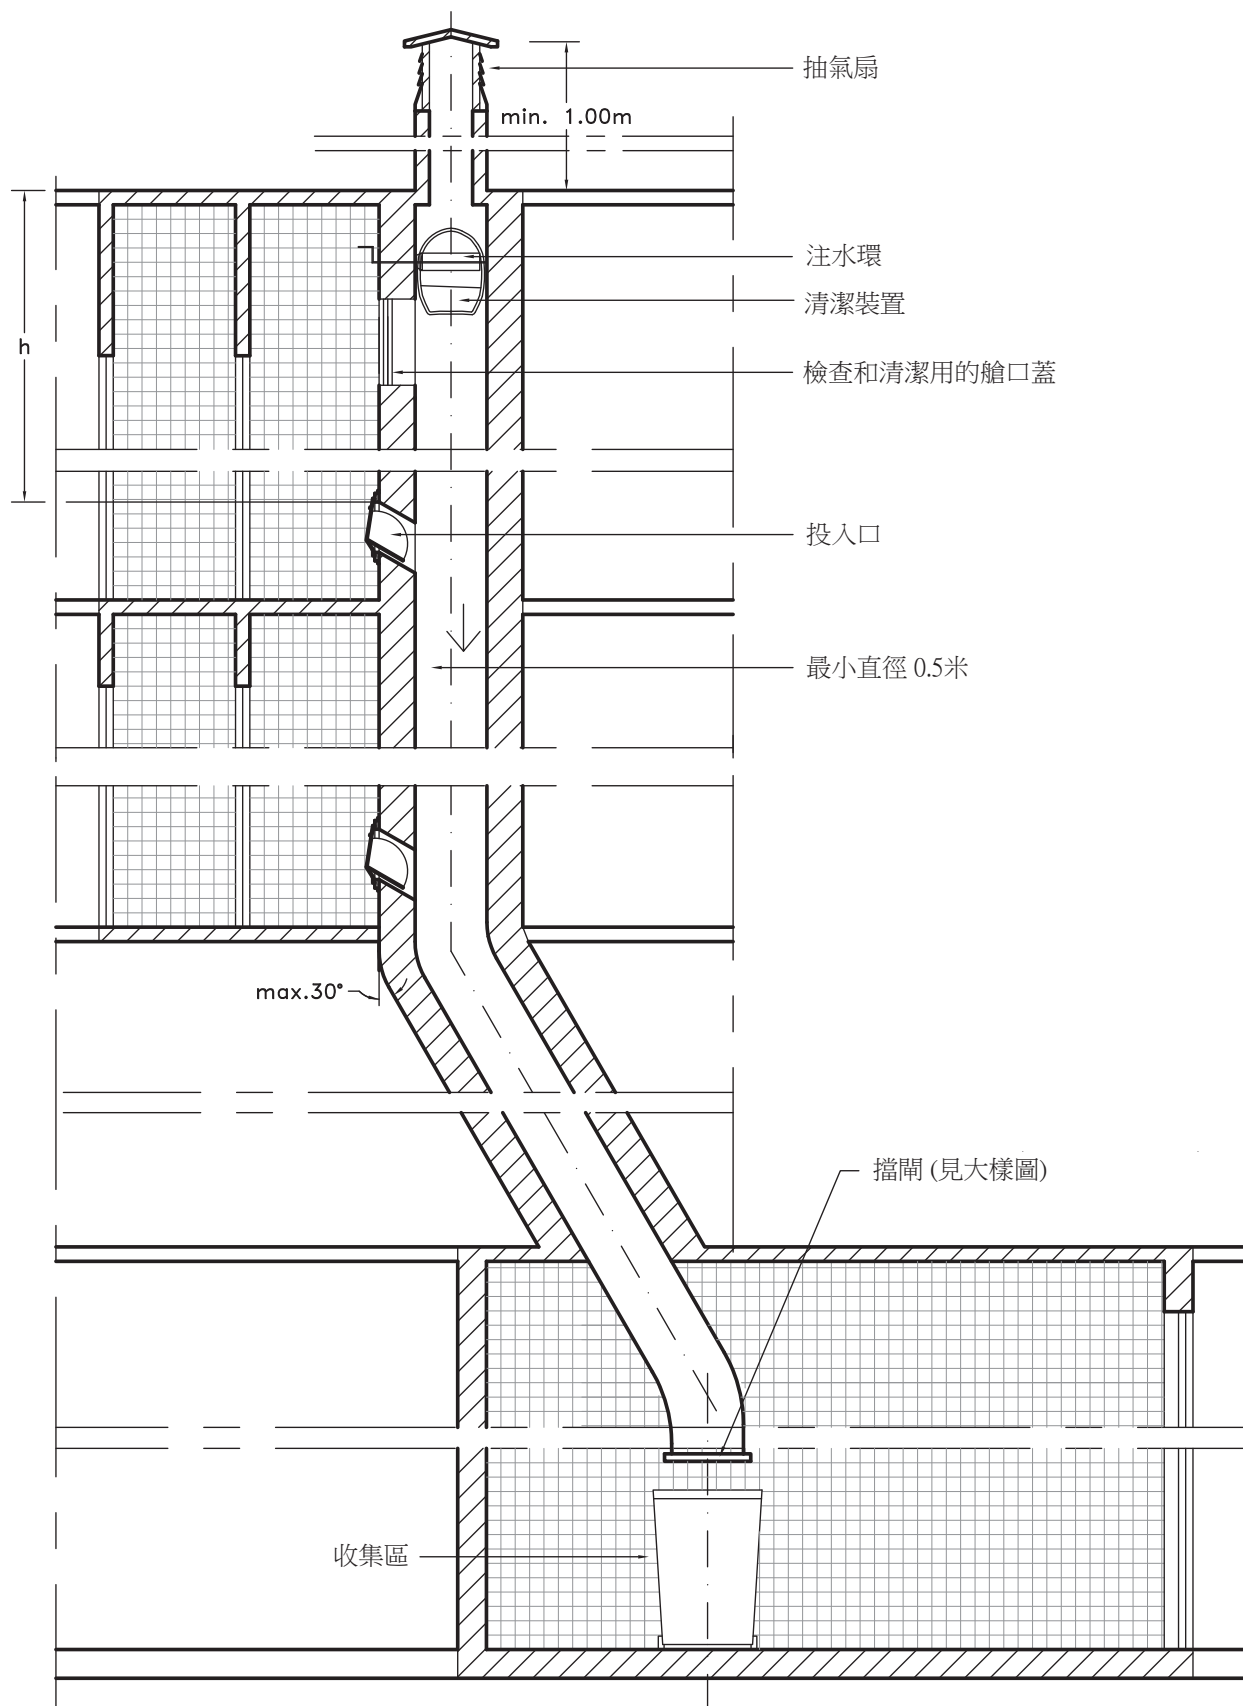 抽氣扇
min. 1.00m
注水環
清潔裝置
h
檢查和清潔用的艙口蓋
投入口
最小直徑 0.5米
max.30°
擋閘 (見大樣圖)
收集區